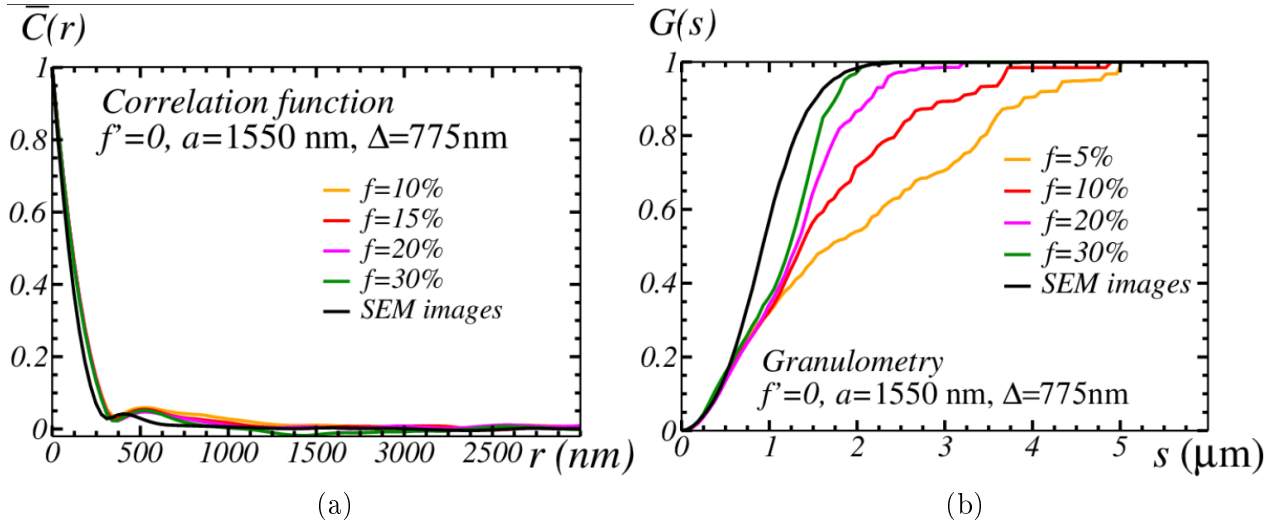 C̅(r)
1
0.8
0.6
0.4
0.2
0
0 500 1000 1500 2000 2500 r (nm)
Correlation function
f'=0, a=1550 nm, Δ=775nm
f=10%
f=15%
f=20%
f=30%
SEM images
(a)
G(s)
1
0.8
0.6
0.4
0.2
0
0 1 2 3 4 5 s (μm)
f=5%
f=10%
f=20%
f=30%
SEM images
Granulometry
f'=0, a=1550 nm, Δ=775nm
(b)